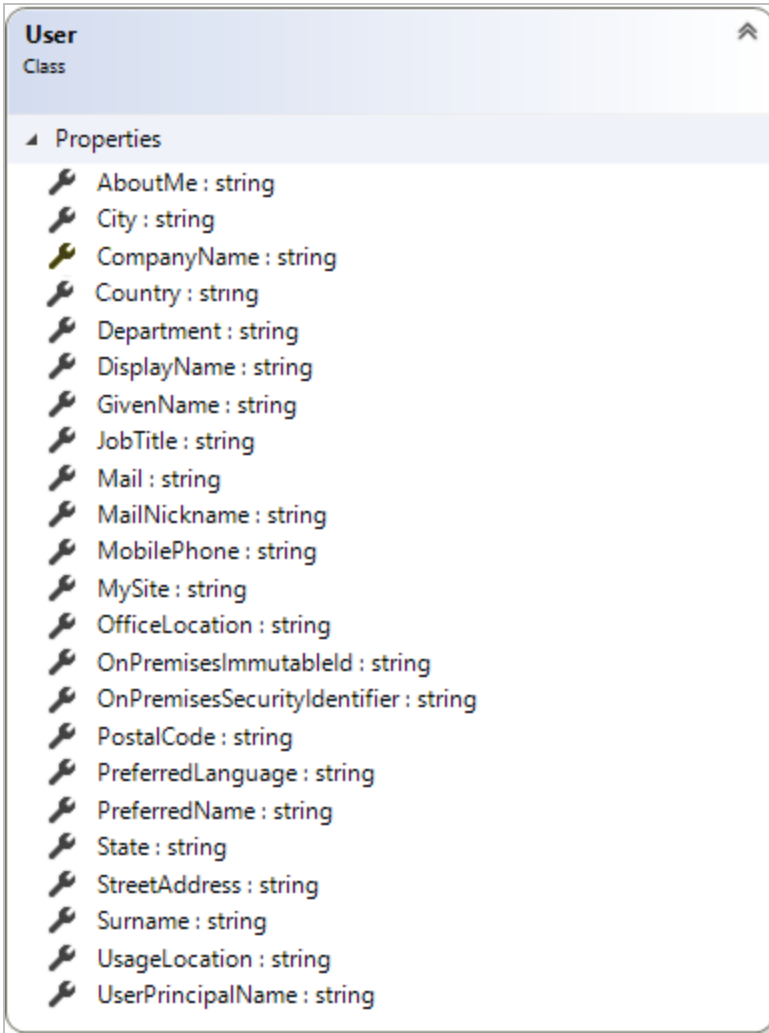 User
Class
Properties
AboutMe : string
City : string
CompanyName : string
Country : string
Department : string
DisplayName : string
GivenName : string
JobTitle : string
Mail : string
MailNickname : string
MobilePhone : string
MySite : string
OfficeLocation : string
OnPremisesImmutableId : string
OnPremisesSecurityIdentifier : string
PostalCode : string
PreferredLanguage : string
PreferredName : string
State : string
StreetAddress : string
Surname : string
UsageLocation : string
UserPrincipalName : string